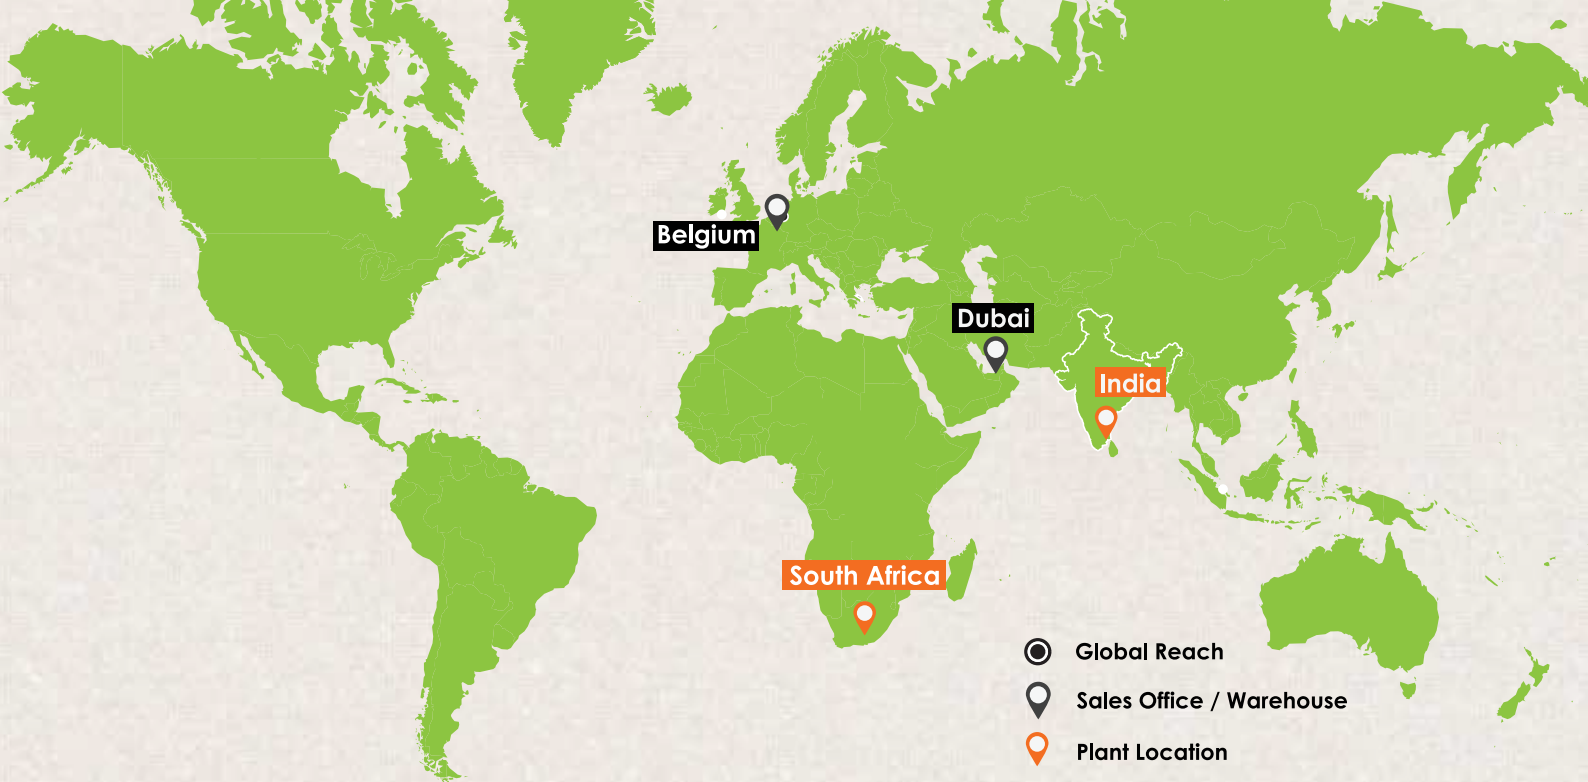 Belgium
Dubai
India
South Africa
Global Reach
Sales Office / Warehouse
Plant Location